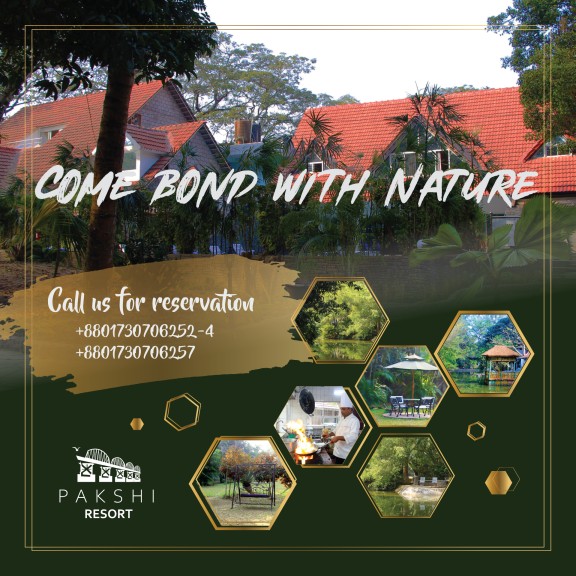 COME BOND WITH NATURE
Call us for reservation
+8801730706252-4
+8801730706257
PAKSHI
RESORT